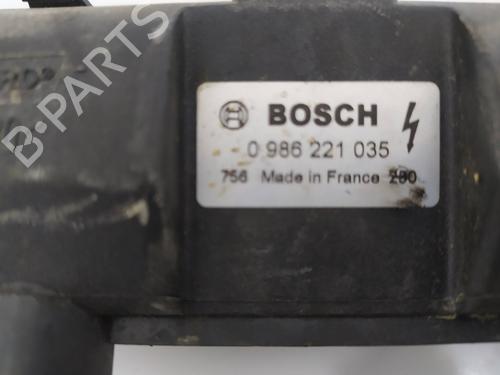 BOSCH
0 986 221 035
756 Made in France 280
B-PARTS